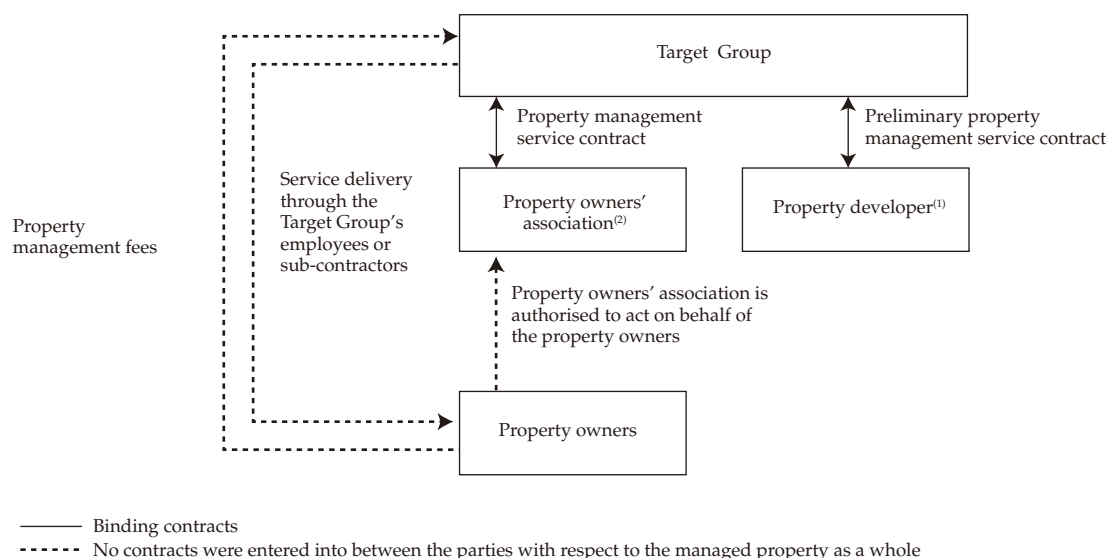 Target Group
Property management
service contract
Preliminary property
management service contract
Service delivery
through the
Target Group's
employees or
sub-contractors
Property
management fees
Property owners'
association(2)
Property developer(1)
Property owners' association is
authorised to act on behalf of
the property owners
Property owners
Binding contracts
No contracts were entered into between the parties with respect to the managed property as a whole